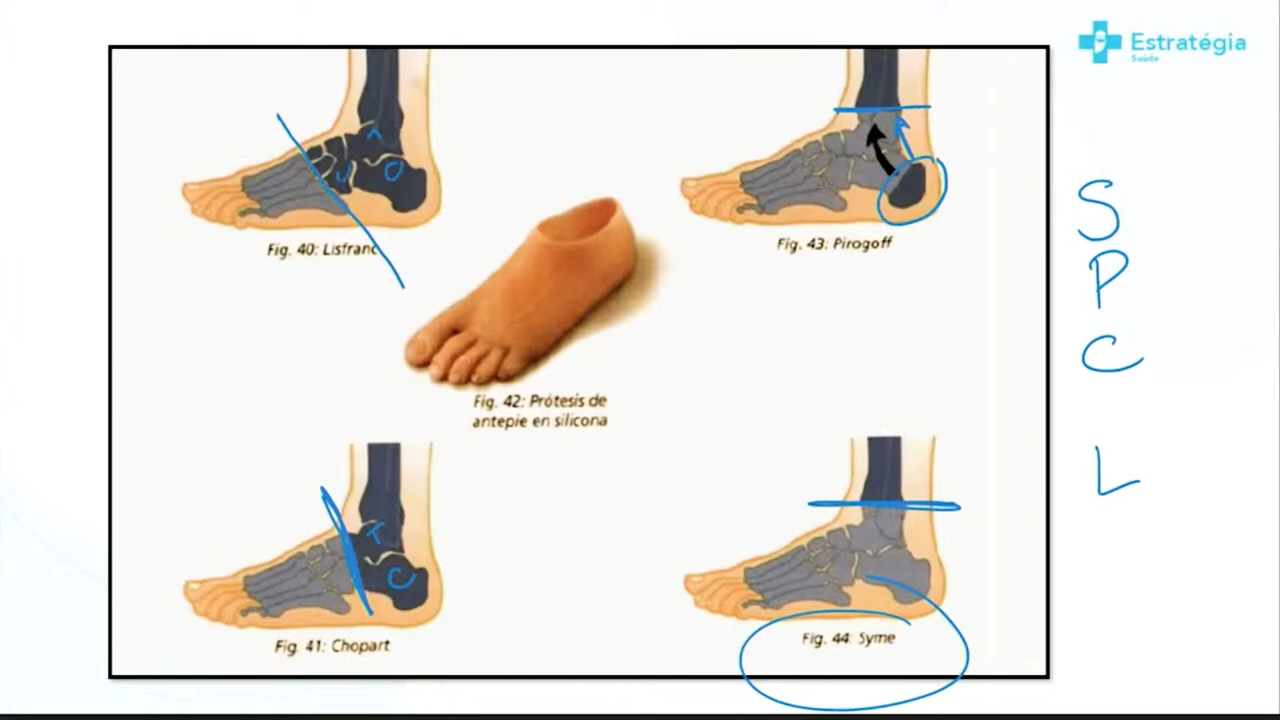 Estratégia
Saúde
Fig. 40: Lisfranc
Fig. 43: Pirogoff
Fig. 42: Prótesis de
antepie en silicona
Fig. 41: Chopart
Fig. 44: Syme
S
P
C
L
T
C